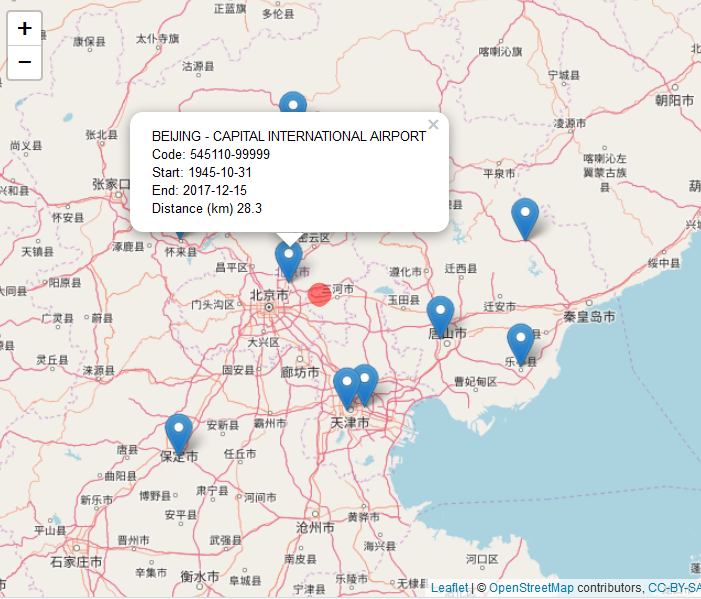 +
−
正蓝旗
多伦县
康保县
太仆寺旗
沽源县
喀喇沁旗
宁城县
朝阳市
凌源市
张北县
尚义县
喀喇沁左
翼蒙古族
县
平泉市
张家口
兴和县
怀安县
BEIJING - CAPITAL INTERNATIONAL AIRPORT
Code: 545110-99999
Start: 1945-10-31
End: 2017-12-15
Distance (km) 28.3
×
天镇县
涿鹿县
怀来县
密云区
绥中县
昌平区
遵化市
迁西县
阳原县
三河市
北京市
门头沟区
玉田县
迁安市
秦皇岛市
广灵县
蔚县
唐山市
大兴区
灵丘县
涞源县
固安县
廊坊市
曹妃甸区
天津市
安新县
霸州市
唐县
保定市
任丘市
曲阳县
新乐市
博野县
肃宁县
河间市
安平县
平山县
沧州市
黄骅市
晋州市
武强县
海兴县
石家庄市
辛集市
衡水市
阜城县
南皮县
河口区
乐陵市
无棣县
Leaflet | © OpenStreetMap contributors, CC-BY-SA